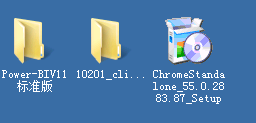 Power-BIV11
标准版
10201_cli...
ChromeStanda
lone_55.0.28
83.87_Setup